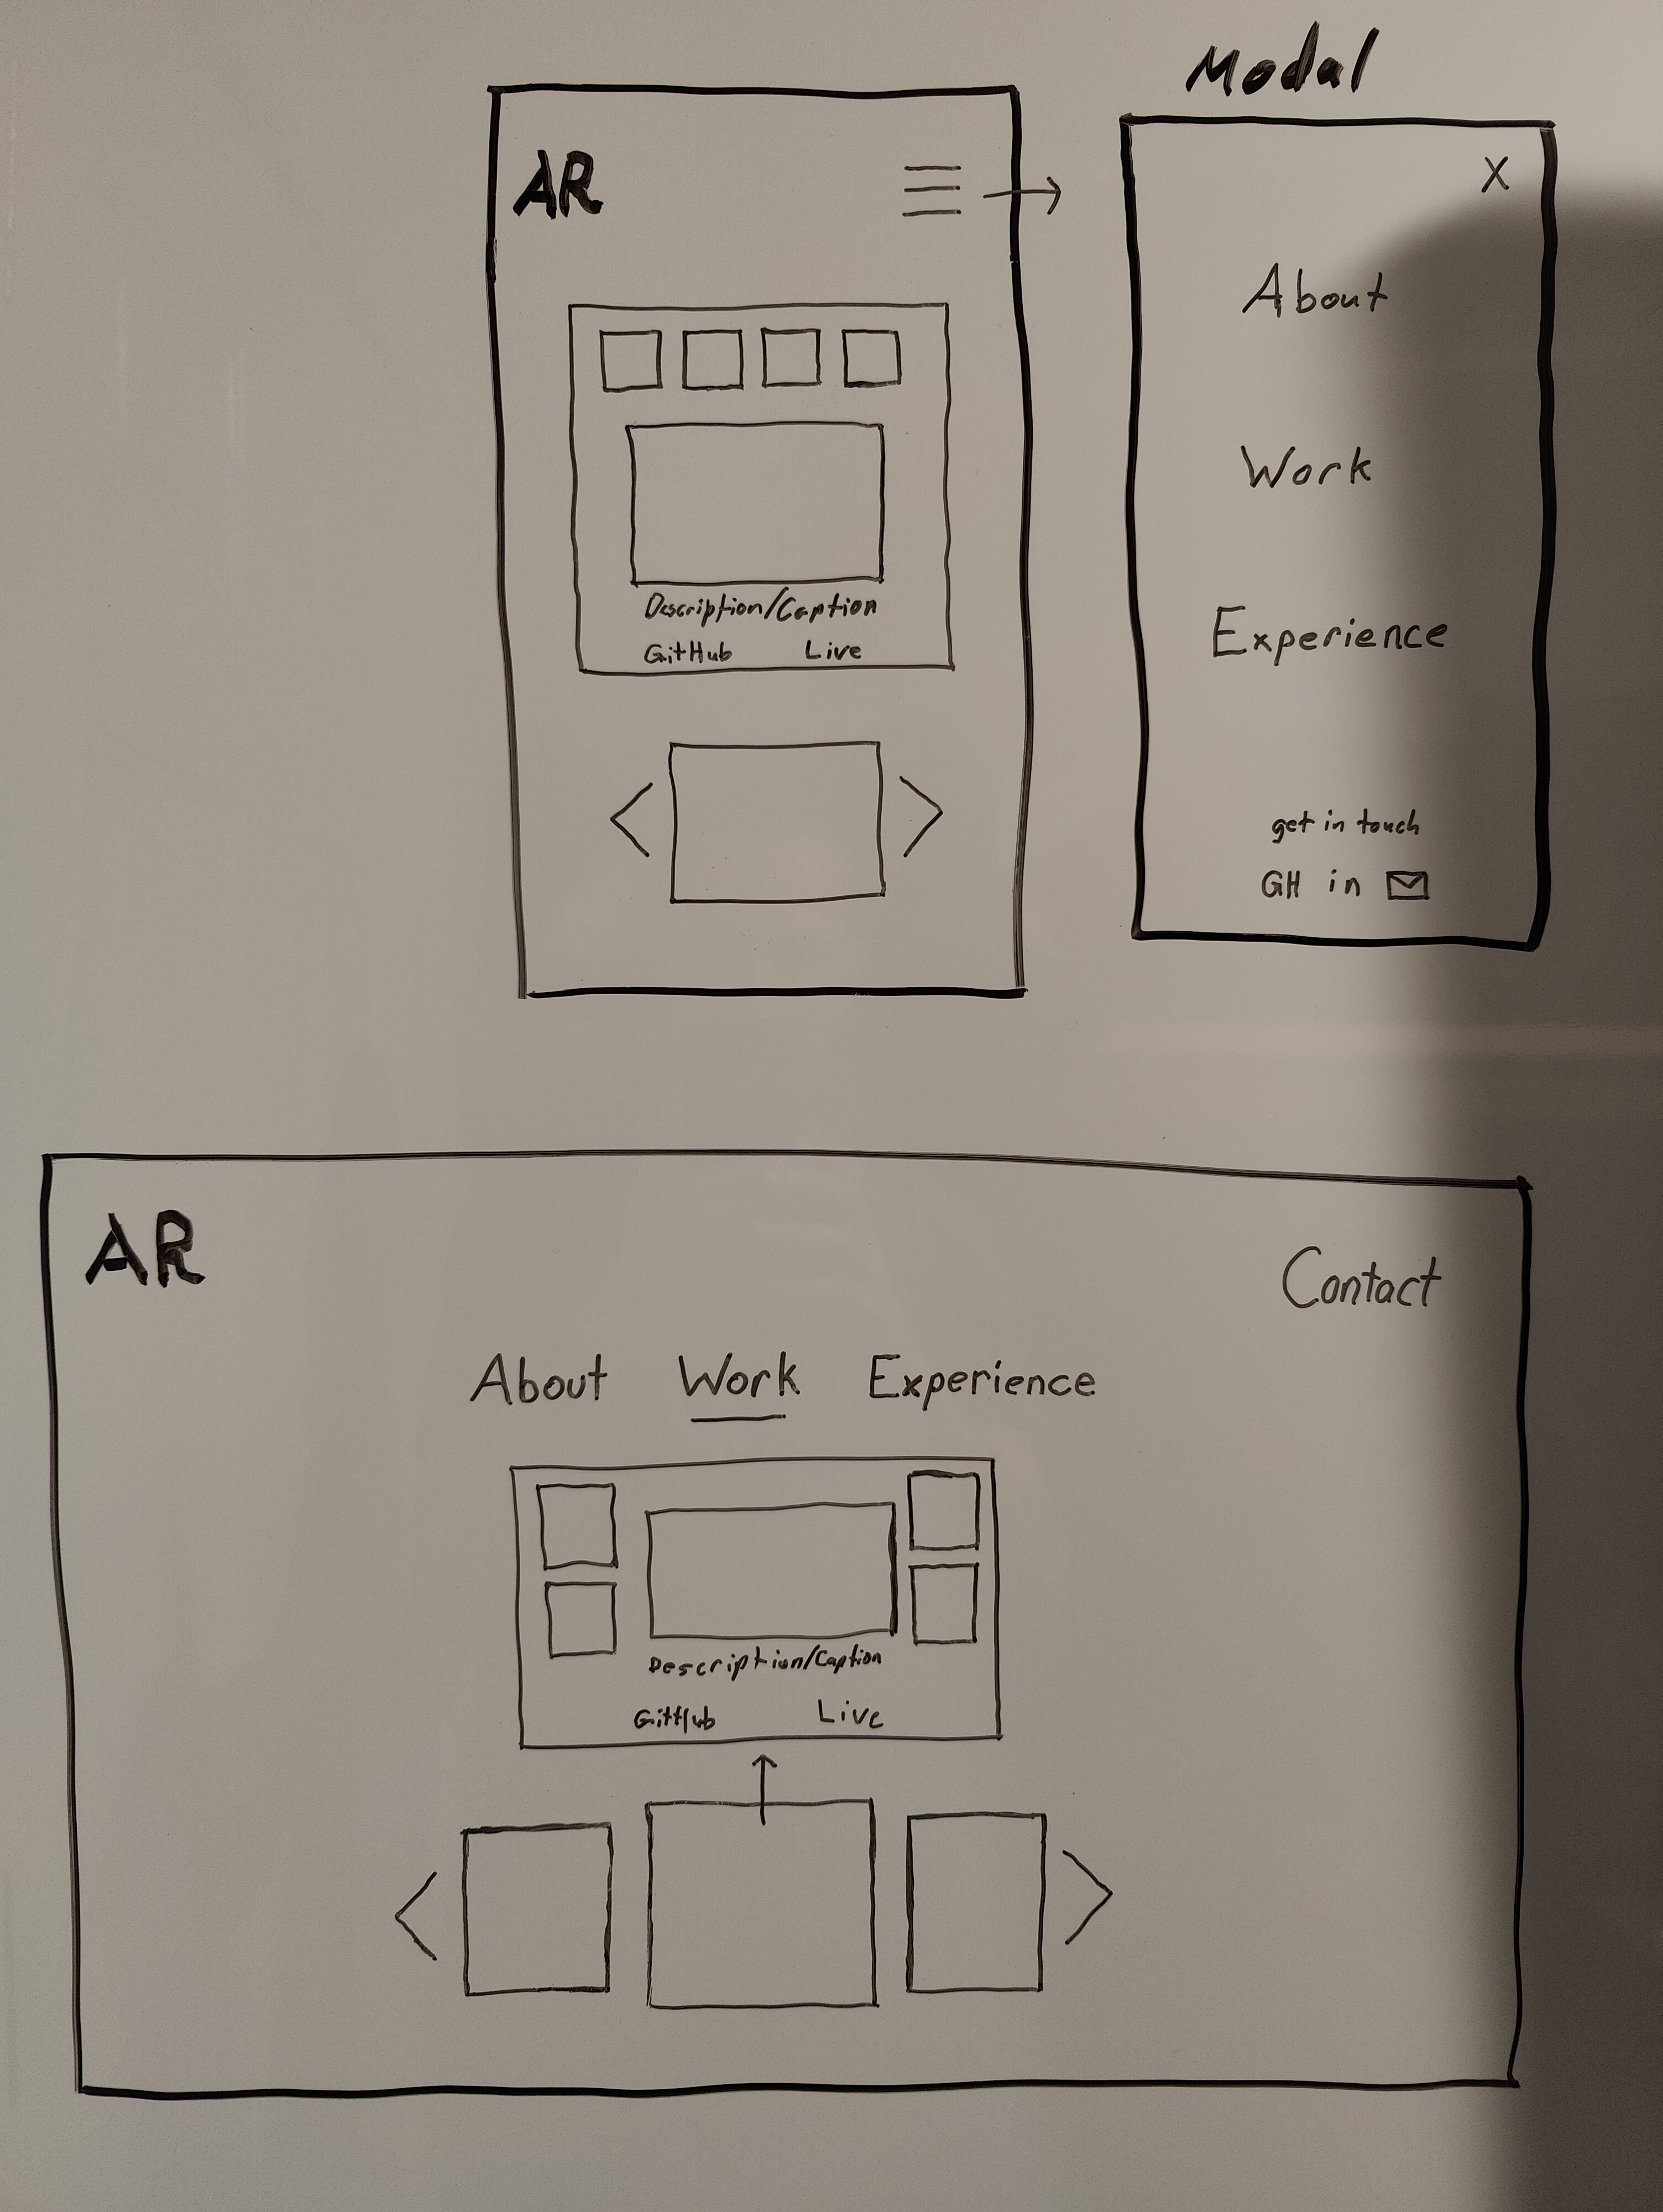 Modal
AR
X
About
Work
Experience
Description/Caption
GitHub Live
get in touch
GH in
AR
Contact
About Work Experience
Description/Caption
GitHub Live